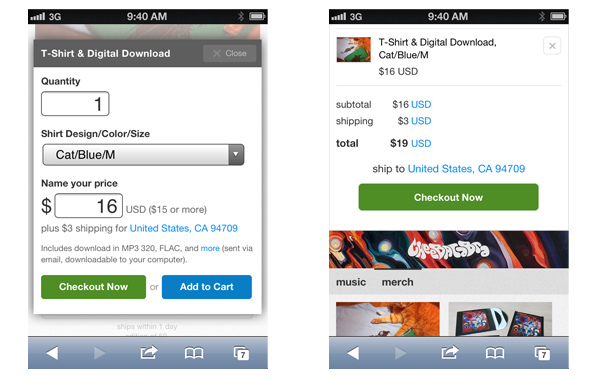 3G 9:40 AM
T-Shirt & Digital Download
Close
Quantity
1
Shirt Design/Color/Size
Cat/Blue/M
Name your price
$ 16 USD ($15 or more)
plus $3 shipping for United States, CA 94709
Includes download in MP3 320, FLAC, and more (sent via
email, downloadable to your computer).
Checkout Now or Add to Cart
ships within 1 day
7
3G 9:40 AM
T-Shirt & Digital Download,
Cat/Blue/M
$16 USD
subtotal $16 USD
shipping $3 USD
total $19 USD
ship to United States, CA 94709
Checkout Now
music merch
7